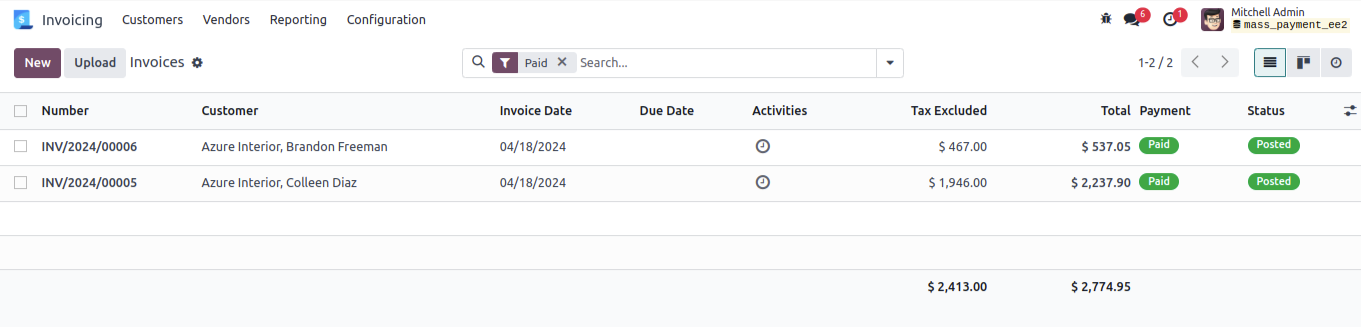 Invoicing Customers Vendors Reporting Configuration 6 1 Mitchell Admin
mass_payment_ee2
New Upload Invoices Paid Search... 1-2 / 2
Number Customer Invoice Date Due Date Activities Tax Excluded Total Payment Status
INV/2024/00006 Azure Interior, Brandon Freeman 04/18/2024 $ 467.00 $ 537.05 Paid Posted
INV/2024/00005 Azure Interior, Colleen Diaz 04/18/2024 $ 1,946.00 $ 2,237.90 Paid Posted
$ 2,413.00 $ 2,774.95